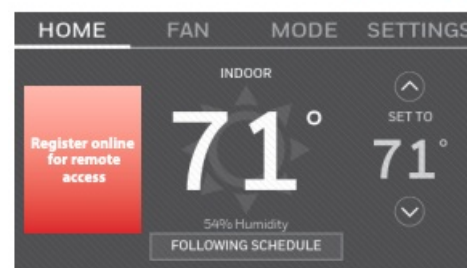 HOME FAN MODE SETTINGS
INDOOR
71°
54% Humidity
FOLLOWING SCHEDULE
Register online
for remote
access
SET TO
71°